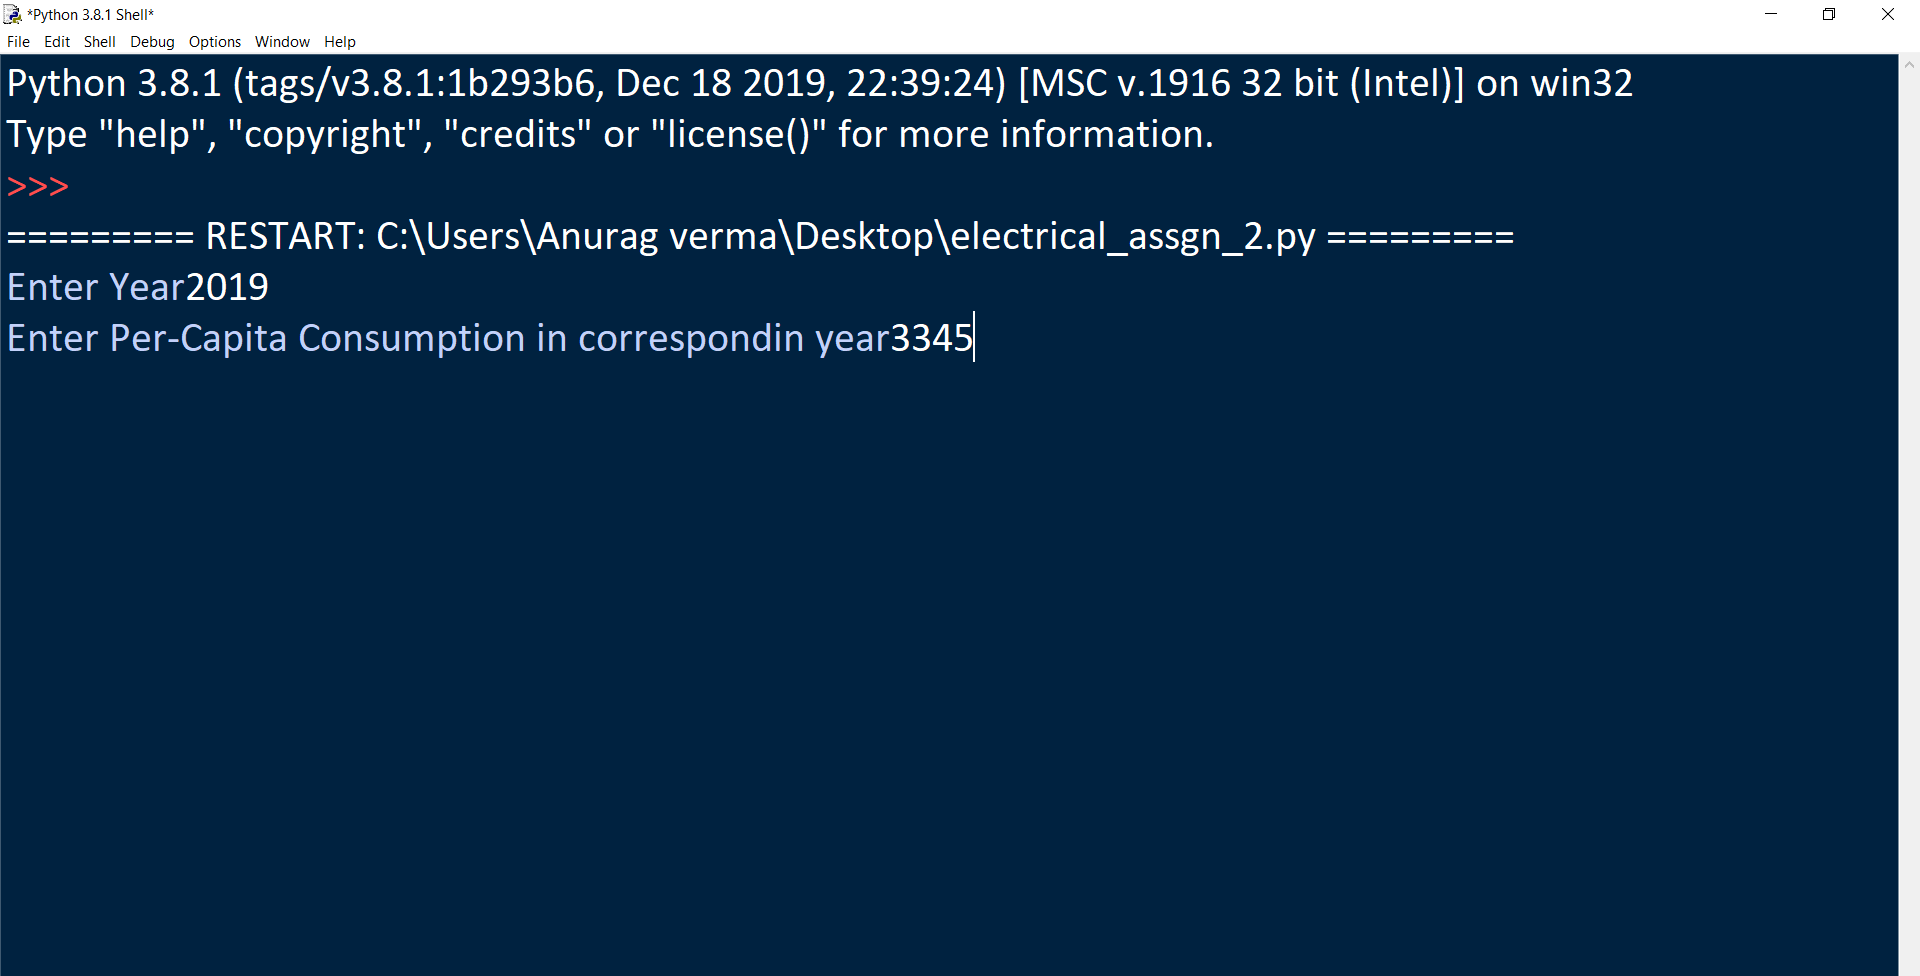 *Python 3.8.1 Shell*
File Edit Shell Debug Options Window Help
Python 3.8.1 (tags/v3.8.1:1b293b6, Dec 18 2019, 22:39:24) [MSC v.1916 32 bit (Intel)] on win32
Type "help", "copyright", "credits" or "license()" for more information.
>>>
========= RESTART: C:\Users\Anurag verma\Desktop\electrical_assgn_2.py =========
Enter Year2019
Enter Per-Capita Consumption in correspondin year3345